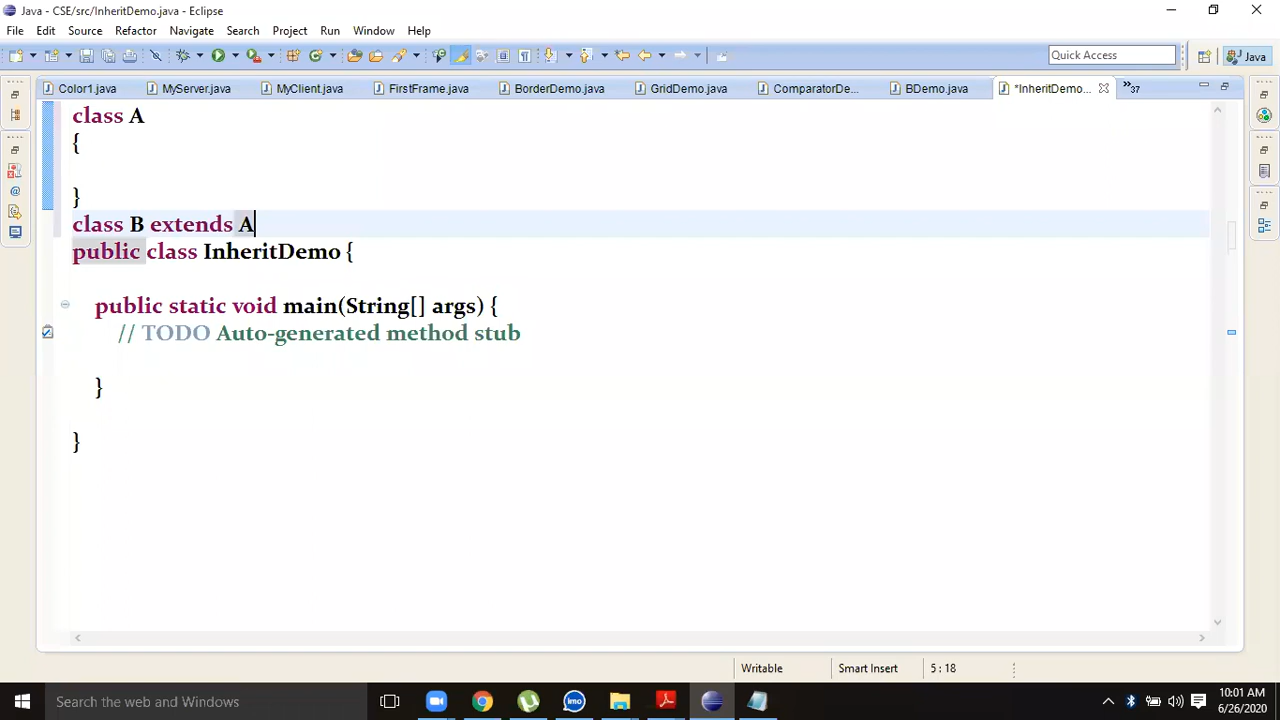 Java - CSE/src/InheritDemo.java - Eclipse
File Edit Source Refactor Navigate Search Project Run Window Help
Quick Access
Java
Color1.java MyServer.java MyClient.java FirstFrame.java BorderDemo.java GridDemo.java ComparatorDe... BDemo.java *InheritDemo... »37
class A
{
}
class B extends A
public class InheritDemo {
public static void main(String[] args) {
// TODO Auto-generated method stub
}
}
Writable Smart Insert 5 : 18
Search the web and Windows
imo
10:01 AM
6/26/2020